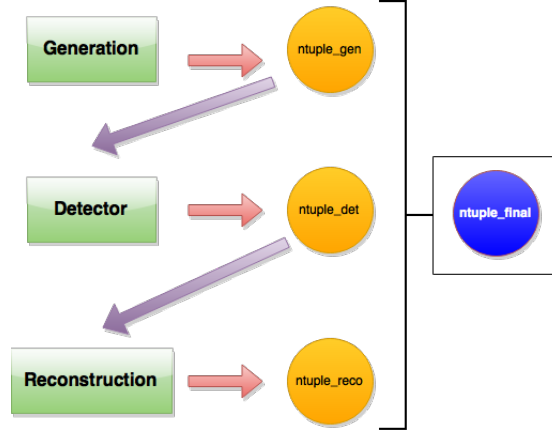 Generation
ntuple_gen
Detector
ntuple_det
ntuple_final
Reconstruction
ntuple_reco